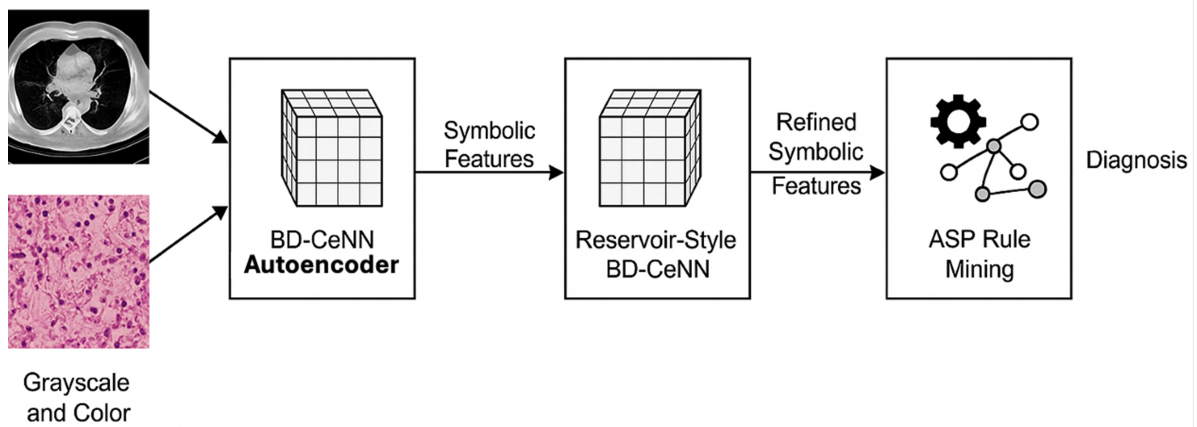 Grayscale
and Color
BD-CeNN
Autoencoder
Symbolic
Features
Reservoir-Style
BD-CeNN
Refined
Symbolic
Features
ASP Rule
Mining
Diagnosis